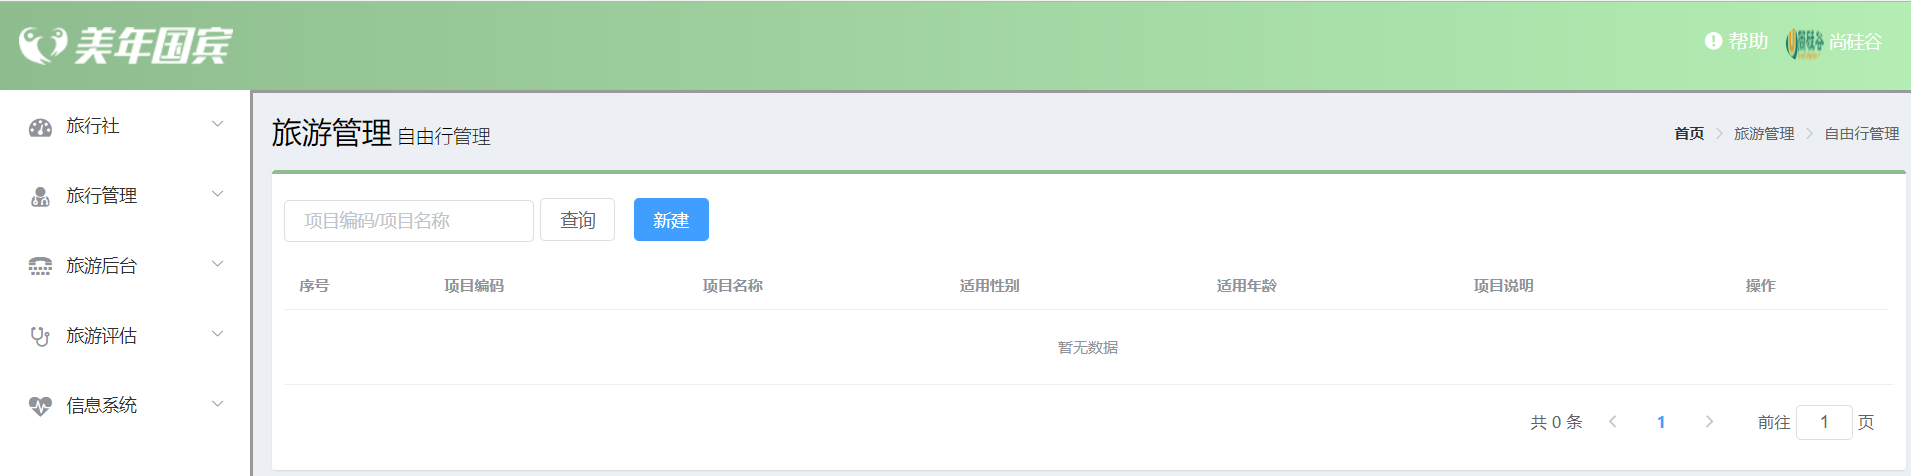 美年国宾
帮助 尚硅谷
旅行社
旅行管理
旅游后台
旅游评估
信息系统
旅游管理 自由行管理
首页 旅游管理 自由行管理
项目编码/项目名称 查询 新建
序号 项目编码 项目名称 适用性别 适用年龄 项目说明 操作
暂无数据
共 0 条 1 前往 1 页